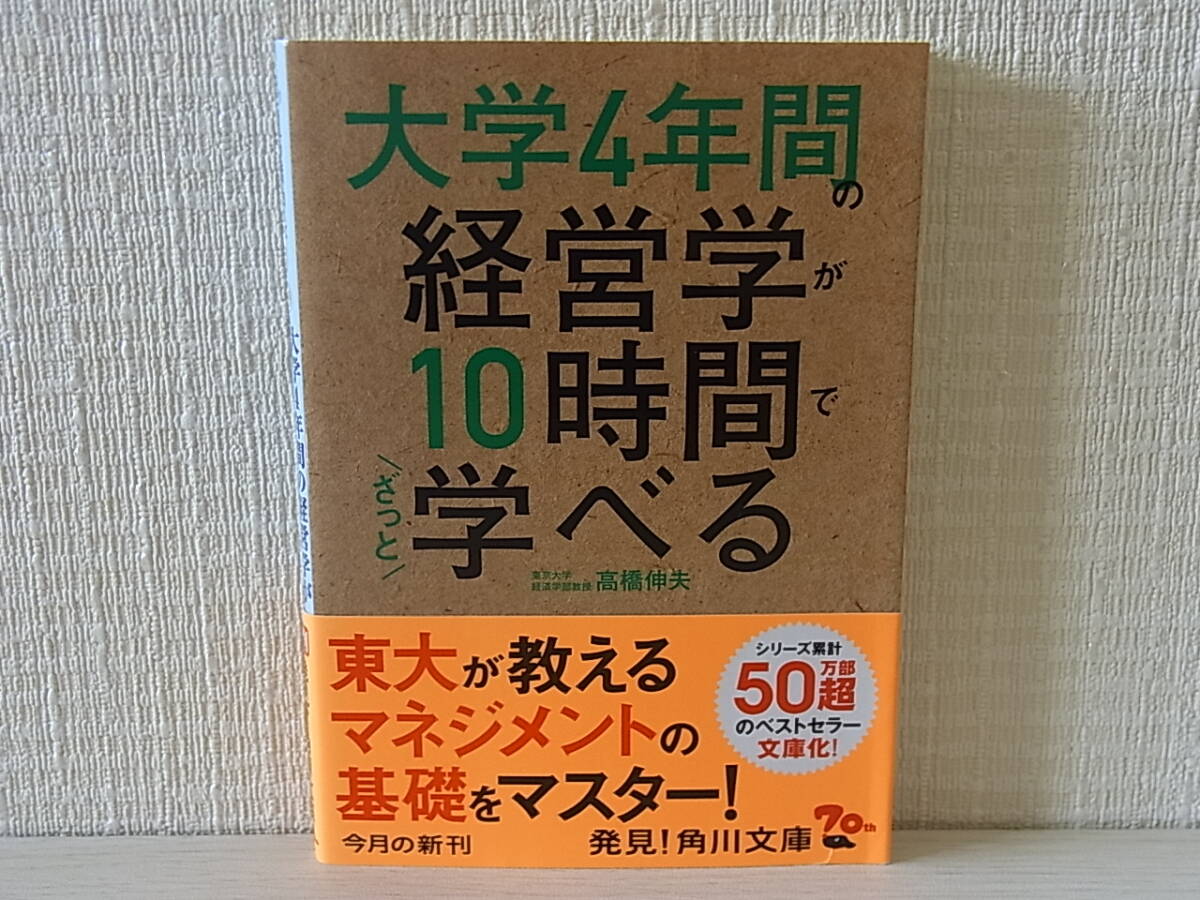 大学4年間の
経営学が
10時間で
\ざっと/
学べる
東京大学
経済学部教授
高橋伸夫
東大が教える
マネジメントの
基礎をマスター!
シリーズ累計
50万部超
のベストセラー
文庫化!
今月の新刊
発見!角川文庫
70th